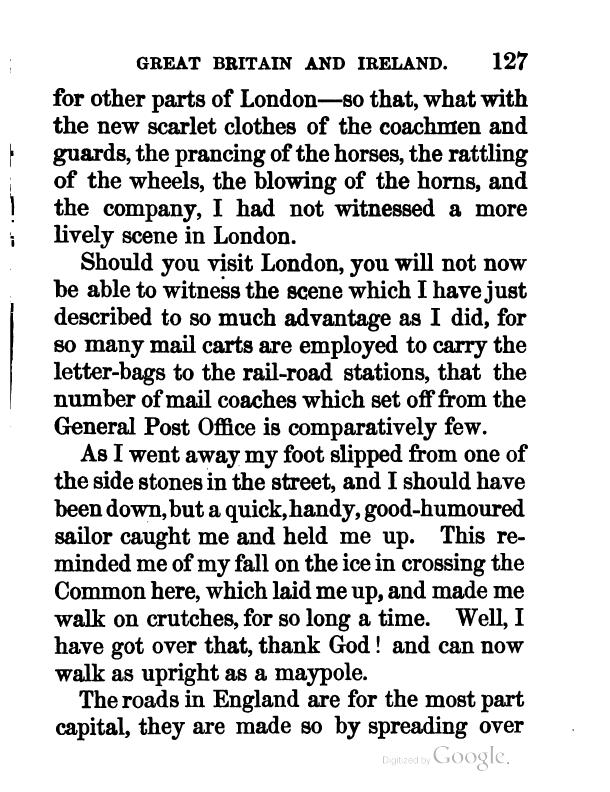 GREAT BRITAIN AND IRELAND. 127
for other parts of London—so that, what with
the new scarlet clothes of the coachmen and
guards, the prancing of the horses, the rattling
of the wheels, the blowing of the horns, and
the company, I had not witnessed a more
lively scene in London.
Should you visit London, you will not now
be able to witness the scene which I have just
described to so much advantage as I did, for
so many mail carts are employed to carry the
letter-bags to the rail-road stations, that the
number of mail coaches which set off from the
General Post Office is comparatively few.
As I went away my foot slipped from one of
the side stones in the street, and I should have
been down, but a quick, handy, good-humoured
sailor caught me and held me up. This re-
minded me of my fall on the ice in crossing the
Common here, which laid me up, and made me
walk on crutches, for so long a time. Well, I
have got over that, thank God! and can now
walk as upright as a maypole.
The roads in England are for the most part
capital, they are made so by spreading over
Digitized by Google